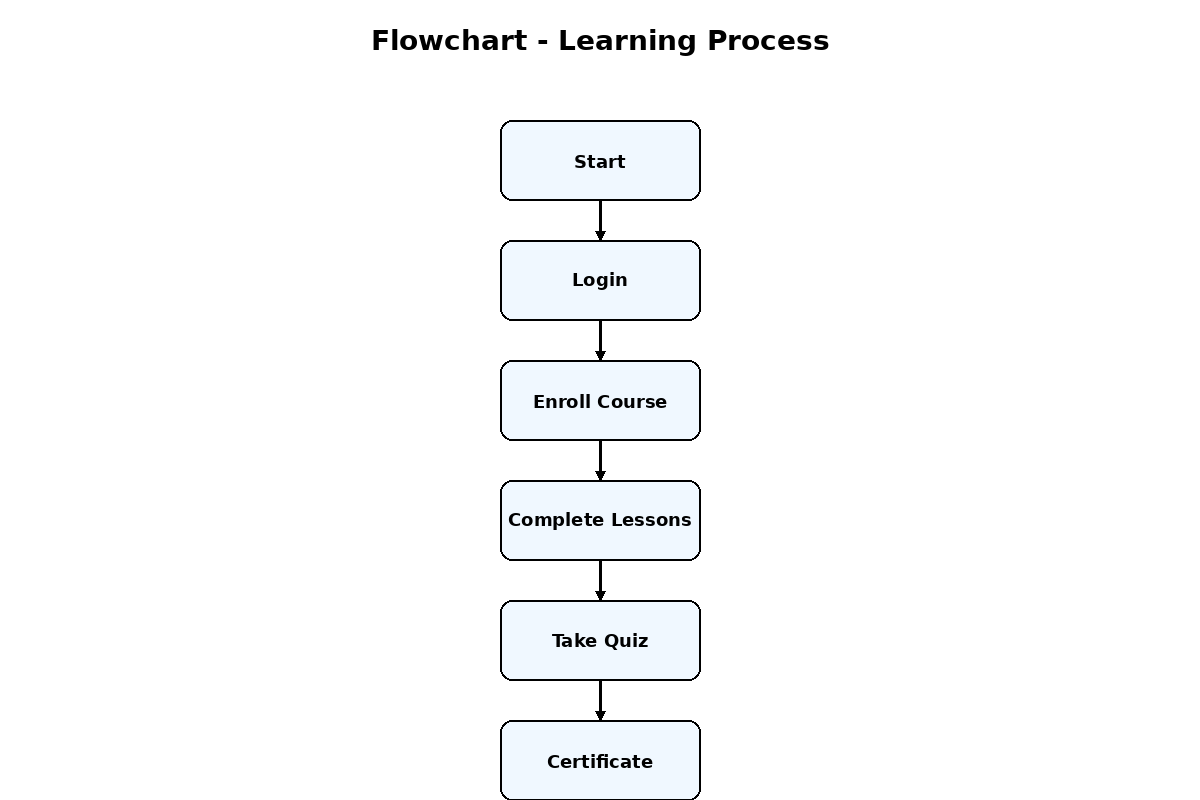 Flowchart - Learning Process
Start
Login
Enroll Course
Complete Lessons
Take Quiz
Certificate